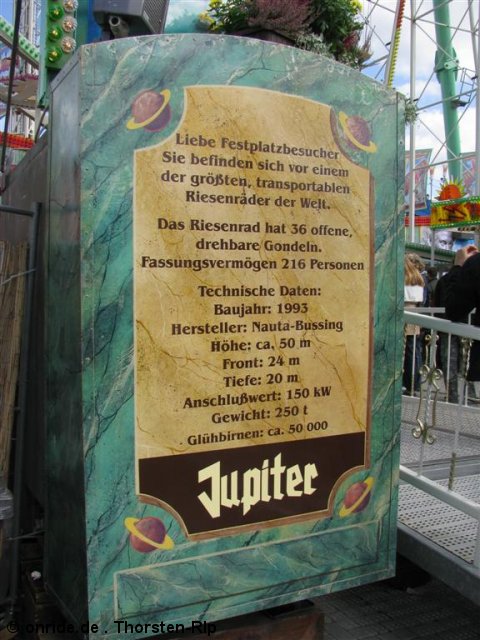 Liebe Festplatzbesucher
Sie befinden sich vor einem
der größten, transportablen
Riesenräder der Welt.
Das Riesenrad hat 36 offene,
drehbare Gondeln.
Fassungsvermögen 216 Personen
Technische Daten:
Baujahr: 1993
Hersteller: Nauta-Bussing
Höhe: ca. 50 m
Front: 24 m
Tiefe: 20 m
Anschlußwert: 150 kW
Gewicht: 250 t
Glühbirnen: ca. 50 000
Jupiter
© onride.de . Thorsten Rip